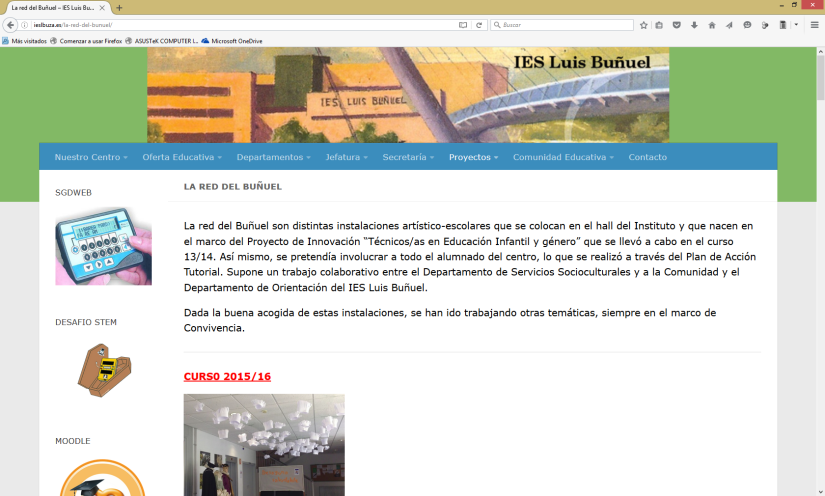 La red del Buñuel – IES Luis Bu...
iesbuza.es/la-red-del-bunuel/
Buscar
Más visitados Comenzar a usar Firefox ASUSTeK COMPUTER I... Microsoft OneDrive
IES Luis Buñuel
IES LUIS BUÑUEL
Nuestro Centro Oferta Educativa Departamentos Jefatura Secretaría Proyectos Comunidad Educativa Contacto
SGDWEB
LA RED DEL BUÑUEL
La red del Buñuel son distintas instalaciones artístico-escolares que se colocan en el hall del Instituto y que nacen en
el marco del Proyecto de Innovación “Técnicos/as en Educación Infantil y género” que se llevó a cabo en el curso
13/14. Así mismo, se pretendía involucrar a todo el alumnado del centro, lo que se realizó a través del Plan de Acción
Tutorial. Supone un trabajo colaborativo entre el Departamento de Servicios Socioculturales y a la Comunidad y el
Departamento de Orientación del IES Luis Buñuel.
Dada la buena acogida de estas instalaciones, se han ido trabajando otras temáticas, siempre en el marco de
Convivencia.
DESAFIO STEM
CURSO 2015/16
MOODLE